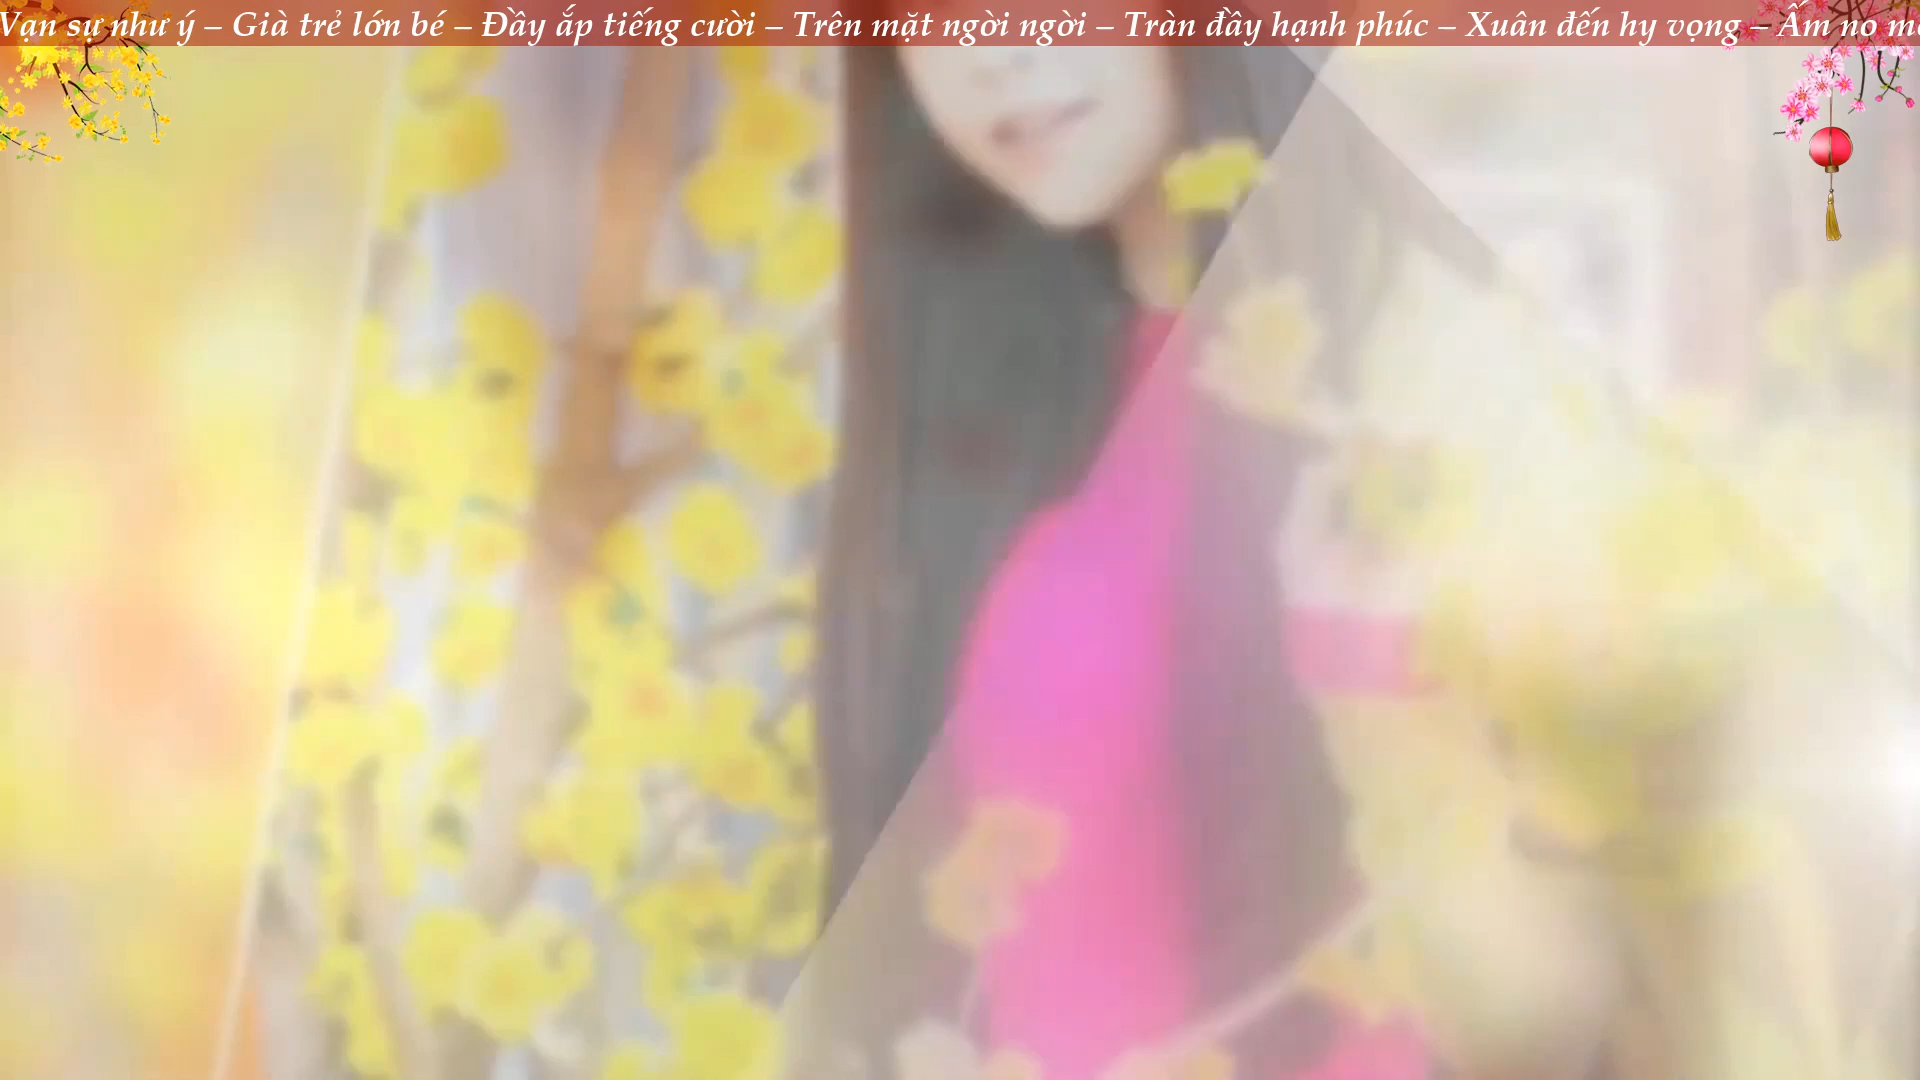 Vạn sự như ý – Già trẻ lớn bé – Đầy ắp tiếng cười – Trên mặt ngời ngời – Tràn đầy hạnh phúc – Xuân đến hy vọng – Ấm no